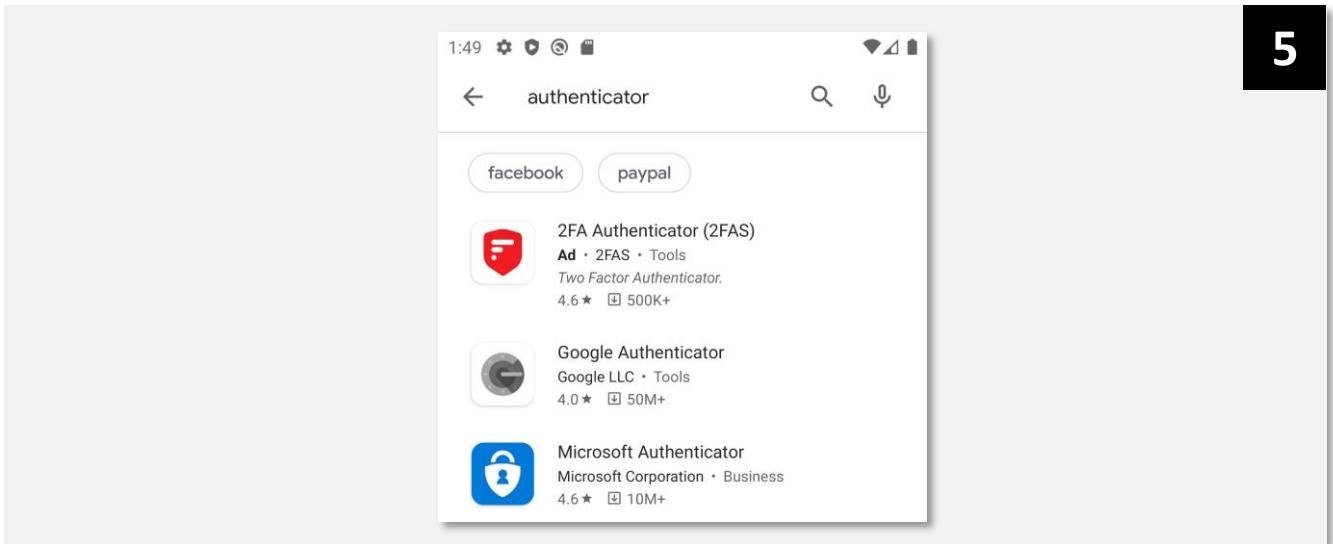 5
1:49
authenticator
facebook paypal
2FA Authenticator (2FAS)
Ad · 2FAS · Tools
Two Factor Authenticator.
4.6★ 500K+
Google Authenticator
Google LLC · Tools
4.0★ 50M+
Microsoft Authenticator
Microsoft Corporation · Business
4.6★ 10M+